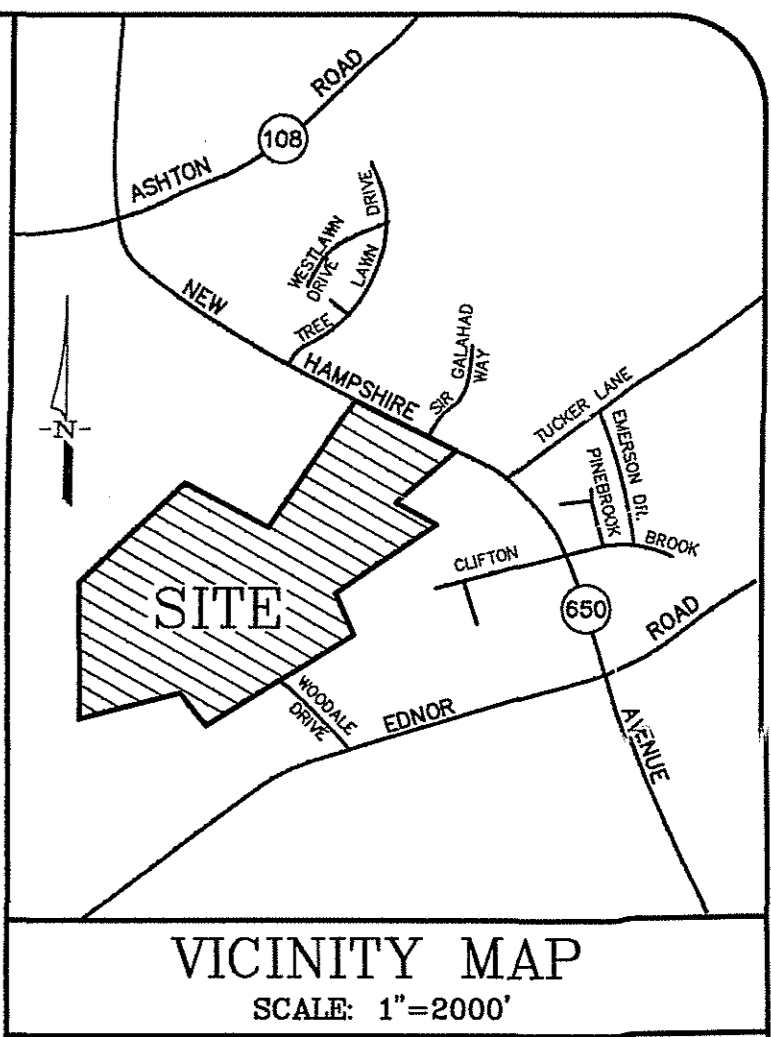 ASHTON ROAD
108
WESTLAWN DRIVE
TREE LAWN DRIVE
NEW HAMPSHIRE AVENUE
SIR GALAHAD WAY
TUCKER LANE
EMERSON DR.
PINEBROOK
CLIFTON BROOK
650
-N-
SITE
WOODALE DRIVE
EDNOR ROAD
VICINITY MAP
SCALE: 1"=2000'